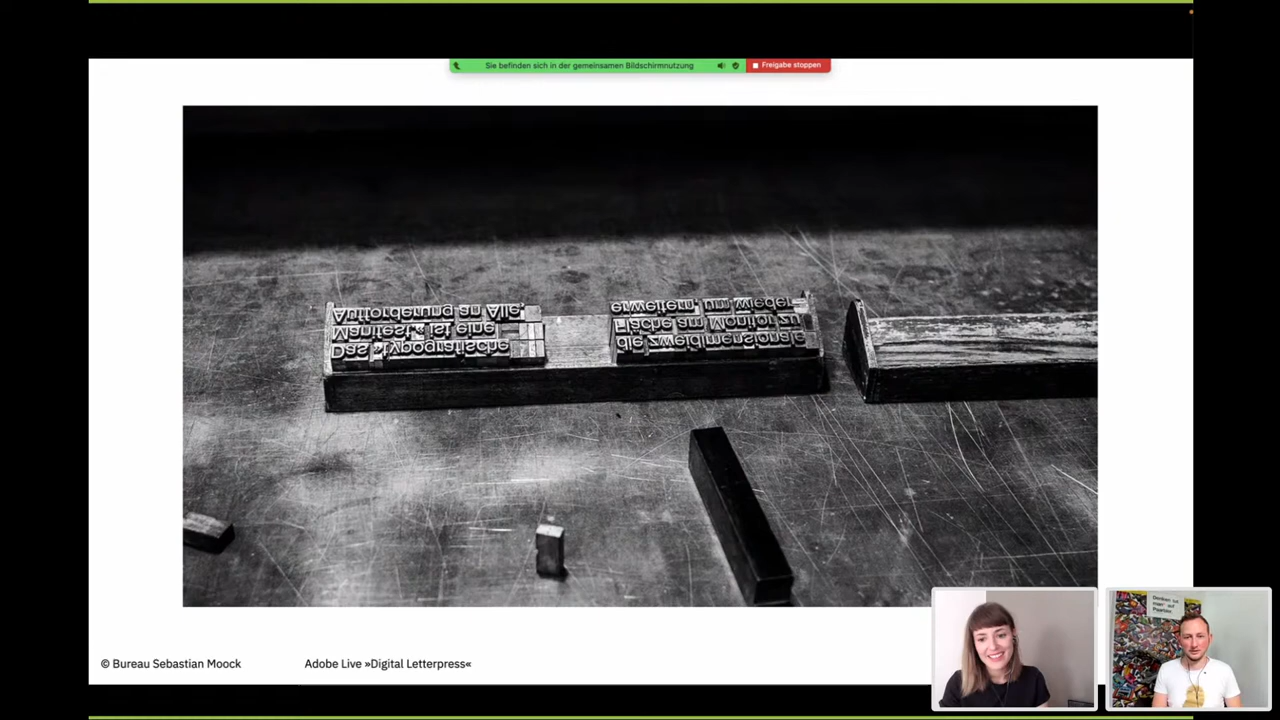 Sie befinden sich in der gemeinsamen Bildschirmnutzung
Freigabe stoppen
Das „typografische
Manifest“ ist eine
Aufforderung an Alle,
die zweidimensionale
Fläche am Monitor zu
erweitern, um wieder
© Bureau Sebastian Moock
Adobe Live »Digital Letterpress«